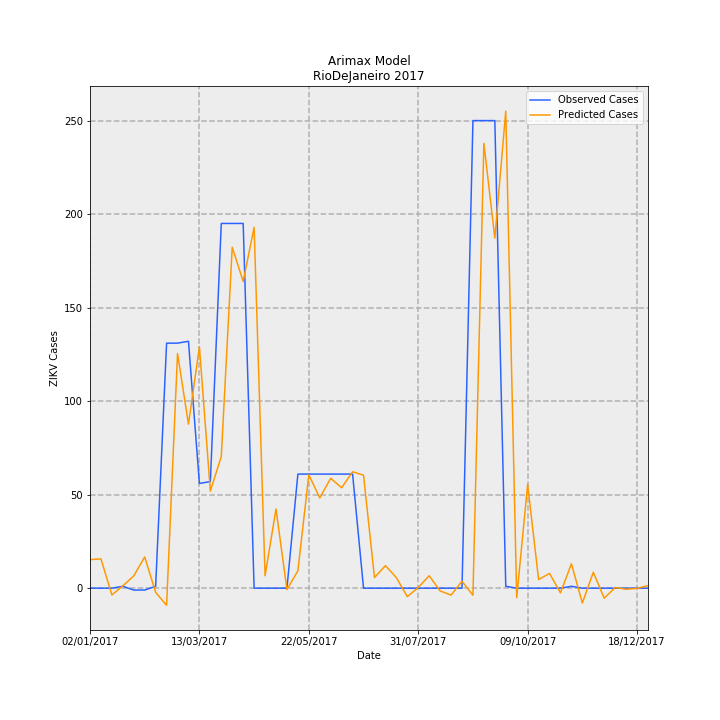 Arimax Model
RioDeJaneiro 2017
Observed Cases
Predicted Cases
250
200
150
100
50
0
ZIKV Cases
02/01/2017
13/03/2017
22/05/2017
31/07/2017
09/10/2017
18/12/2017
Date